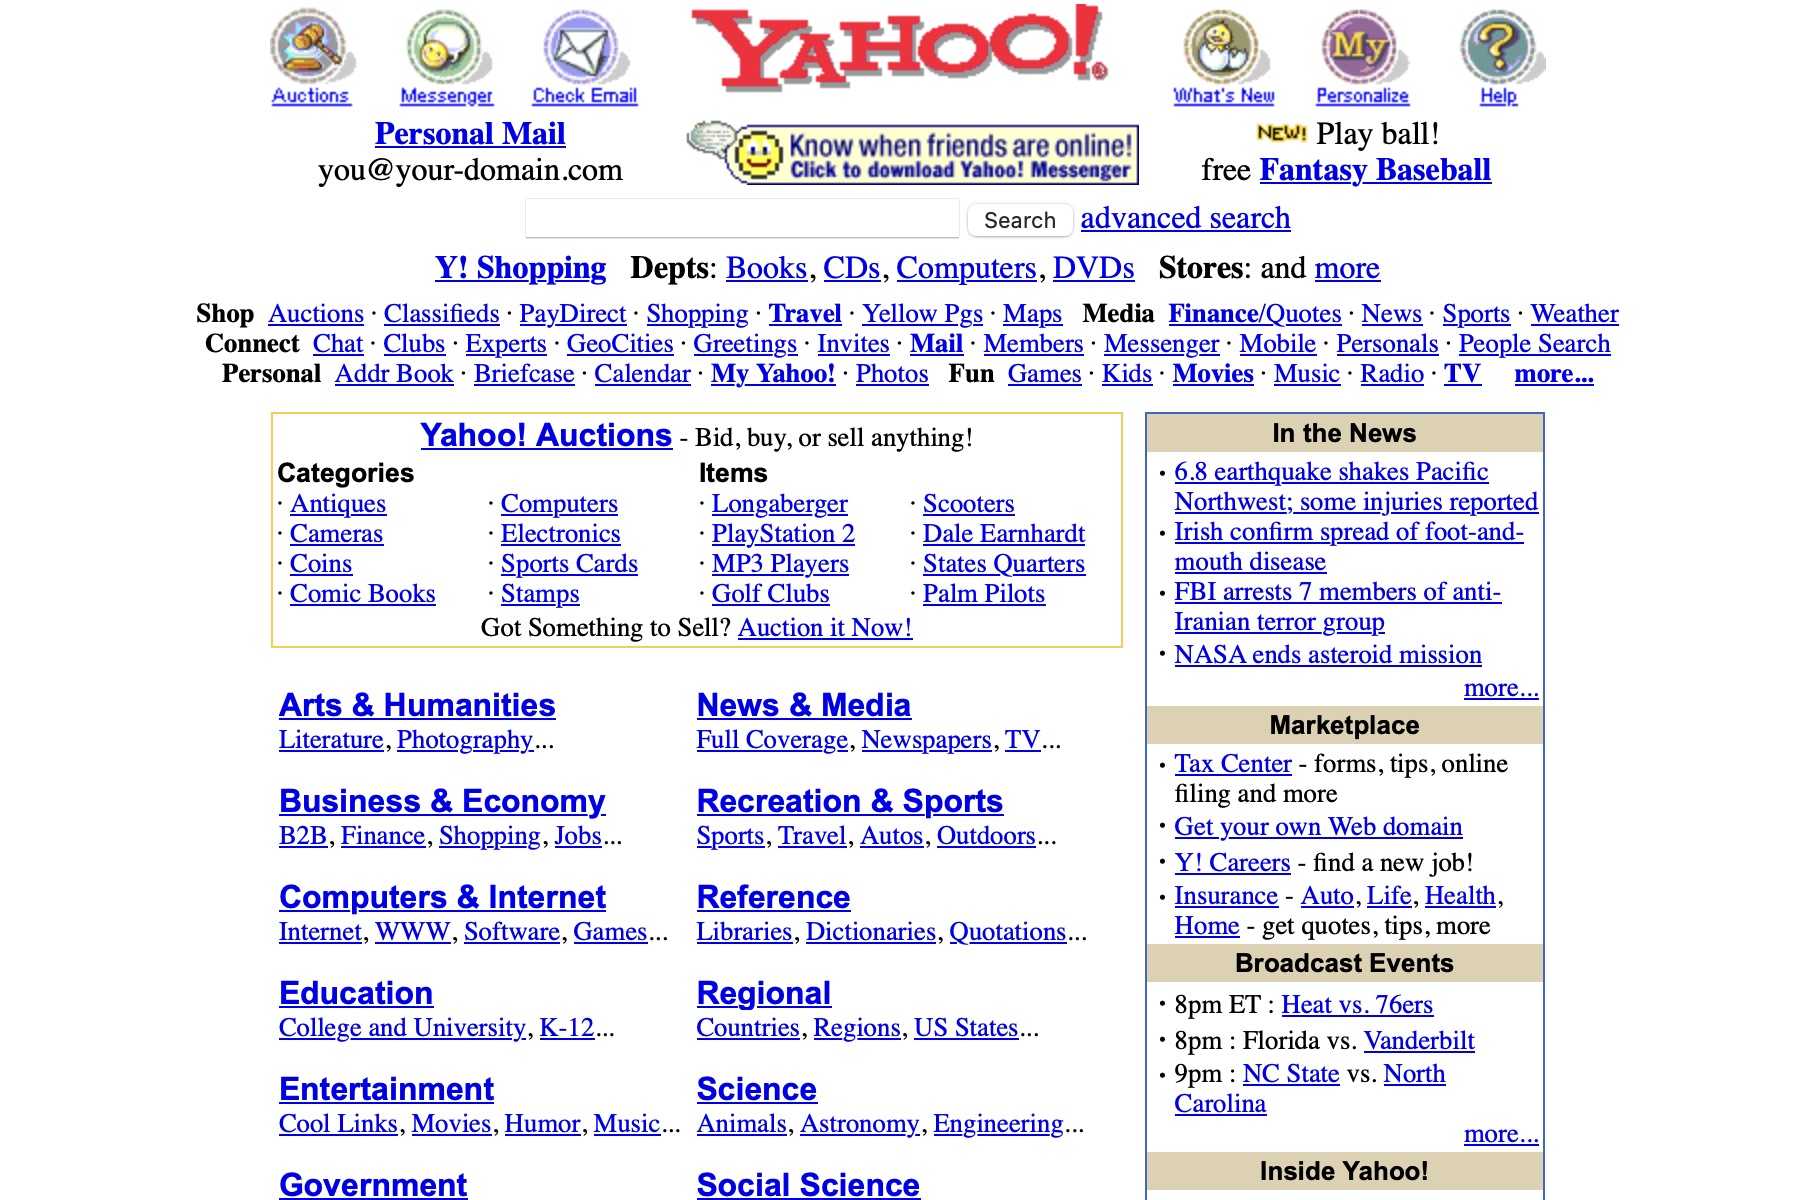 YAHOO!
Auctions Messenger Check Email What's New Personalize Help
Personal Mail
you@your-domain.com
Know when friends are online!
Click to download Yahoo! Messenger
NEW! Play ball!
free Fantasy Baseball
Search advanced search
Y! Shopping Depts: Books, CDs, Computers, DVDs Stores: and more
Shop Auctions · Classifieds · PayDirect · Shopping · Travel · Yellow Pgs · Maps Media Finance/Quotes · News · Sports · Weather
Connect Chat · Clubs · Experts · GeoCities · Greetings · Invites · Mail · Members · Messenger · Mobile · Personals · People Search
Personal Addr Book · Briefcase · Calendar · My Yahoo! · Photos Fun Games · Kids · Movies · Music · Radio · TV more...
Yahoo! Auctions - Bid, buy, or sell anything!
Categories Items
· Antiques · Computers · Longaberger · Scooters
· Cameras · Electronics · PlayStation 2 · Dale Earnhardt
· Coins · Sports Cards · MP3 Players · States Quarters
· Comic Books · Stamps · Golf Clubs · Palm Pilots
Got Something to Sell? Auction it Now!
Arts & Humanities
Literature, Photography...
News & Media
Full Coverage, Newspapers, TV...
Business & Economy
B2B, Finance, Shopping, Jobs...
Recreation & Sports
Sports, Travel, Autos, Outdoors...
Computers & Internet
Internet, WWW, Software, Games...
Reference
Libraries, Dictionaries, Quotations...
Education
College and University, K-12...
Regional
Countries, Regions, US States...
Entertainment
Cool Links, Movies, Humor, Music...
Science
Animals, Astronomy, Engineering...
Government
Social Science
In the News
· 6.8 earthquake shakes Pacific
Northwest; some injuries reported
· Irish confirm spread of foot-and-
mouth disease
· FBI arrests 7 members of anti-
Iranian terror group
· NASA ends asteroid mission
more...
Marketplace
· Tax Center - forms, tips, online
filing and more
· Get your own Web domain
· Y! Careers - find a new job!
· Insurance - Auto, Life, Health,
Home - get quotes, tips, more
Broadcast Events
· 8pm ET : Heat vs. 76ers
· 8pm : Florida vs. Vanderbilt
· 9pm : NC State vs. North
Carolina
more...
Inside Yahoo!